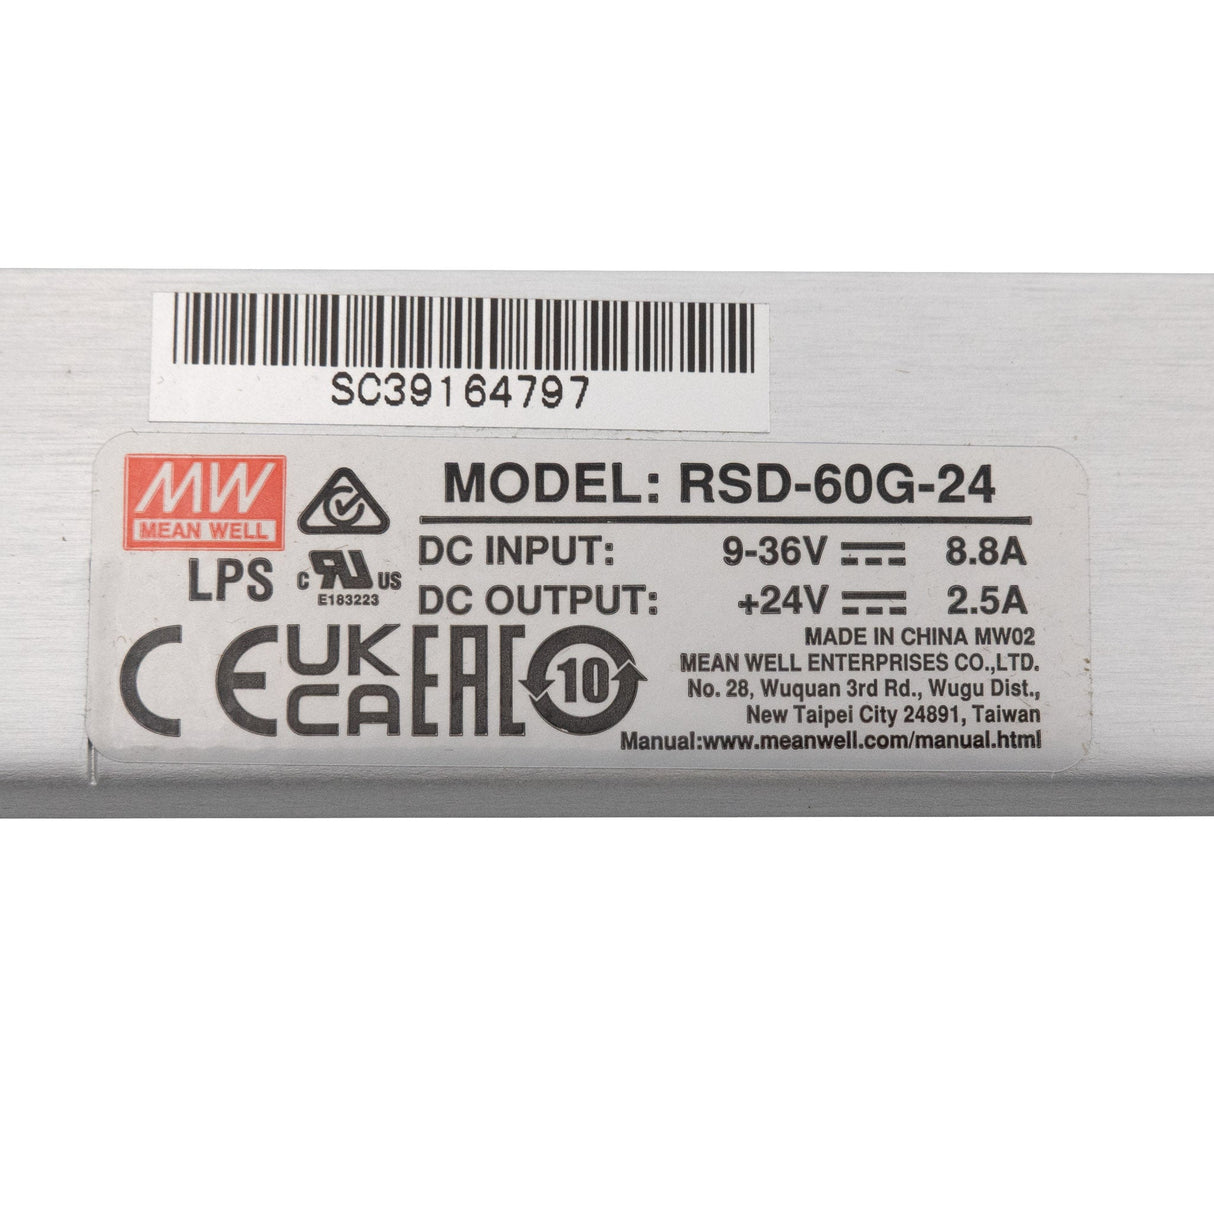 SC39164797
MW
MEAN WELL
MODEL: RSD-60G-24
DC INPUT: 9-36V 8.8A
LPS
C RU US
E183223
DC OUTPUT: +24V 2.5A
CE UK CA EAC 10
MADE IN CHINA MW02
MEAN WELL ENTERPRISES CO.,LTD.
No. 28, Wuquan 3rd Rd., Wugu Dist.,
New Taipei City 24891, Taiwan
Manual:www.meanwell.com/manual.html